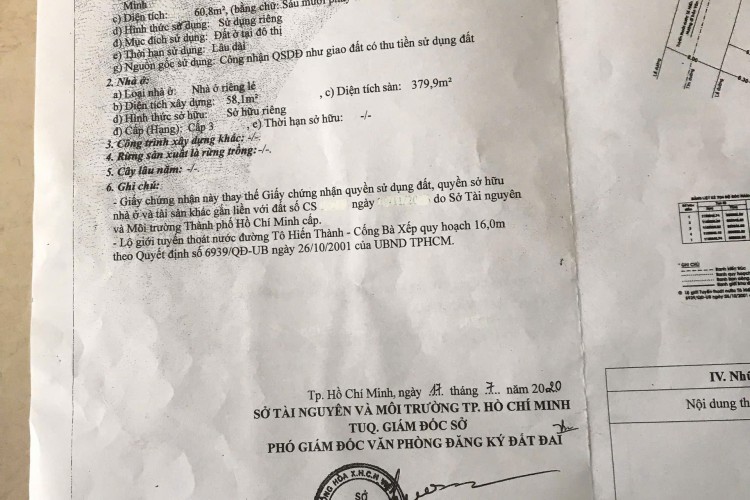 Minh
c) Diện tích: 60,8m², (bằng chữ: Sáu mươi
d) Hình thức sử dụng: Sử dụng riêng
đ) Mục đích sử dụng: Đất ở tại đô thị
e) Thời hạn sử dụng: Lâu dài
g) Nguồn gốc sử dụng: Công nhận QSDĐ như giao đất có thu tiền sử dụng đất
2. Nhà ở:
a) Loại nhà ở: Nhà ở riêng lẻ
b) Diện tích xây dựng: 58,1m² , c) Diện tích sàn: 379,9m²
d) Hình thức sở hữu: Sở hữu riêng
đ) Cấp (Hạng): Cấp 3 , e) Thời hạn sở hữu: -/-
3. Công trình xây dựng khác: -/-
4. Rừng sản xuất là rừng trồng: -/-.
5. Cây lâu năm: -/-
6. Ghi chú:
- Giấy chứng nhận này thay thế Giấy chứng nhận quyền sử dụng đất, quyền sở hữu
nhà ở và tài sản khác gắn liền với đất số CS ngày do Sở Tài nguyên
và Môi trường Thành phố Hồ Chí Minh cấp.
- Lộ giới tuyến thoát nước đường Tô Hiến Thành - Cống Bà Xếp quy hoạch 16,0m
theo Quyết định số 6939/QĐ-UB ngày 26/10/2001 của UBND TPHCM.
Tp. Hồ Chí Minh, ngày 17 tháng 7 năm 2020
SỞ TÀI NGUYÊN VÀ MÔI TRƯỜNG TP. HỒ CHÍ MINH
TUQ. GIÁM ĐỐC SỞ
PHÓ GIÁM ĐỐC VĂN PHÒNG ĐĂNG KÝ ĐẤT ĐAI
HÒA X.H.C.N
SỞ
GHI CHÚ
IV. Nhữ
Nội dung th